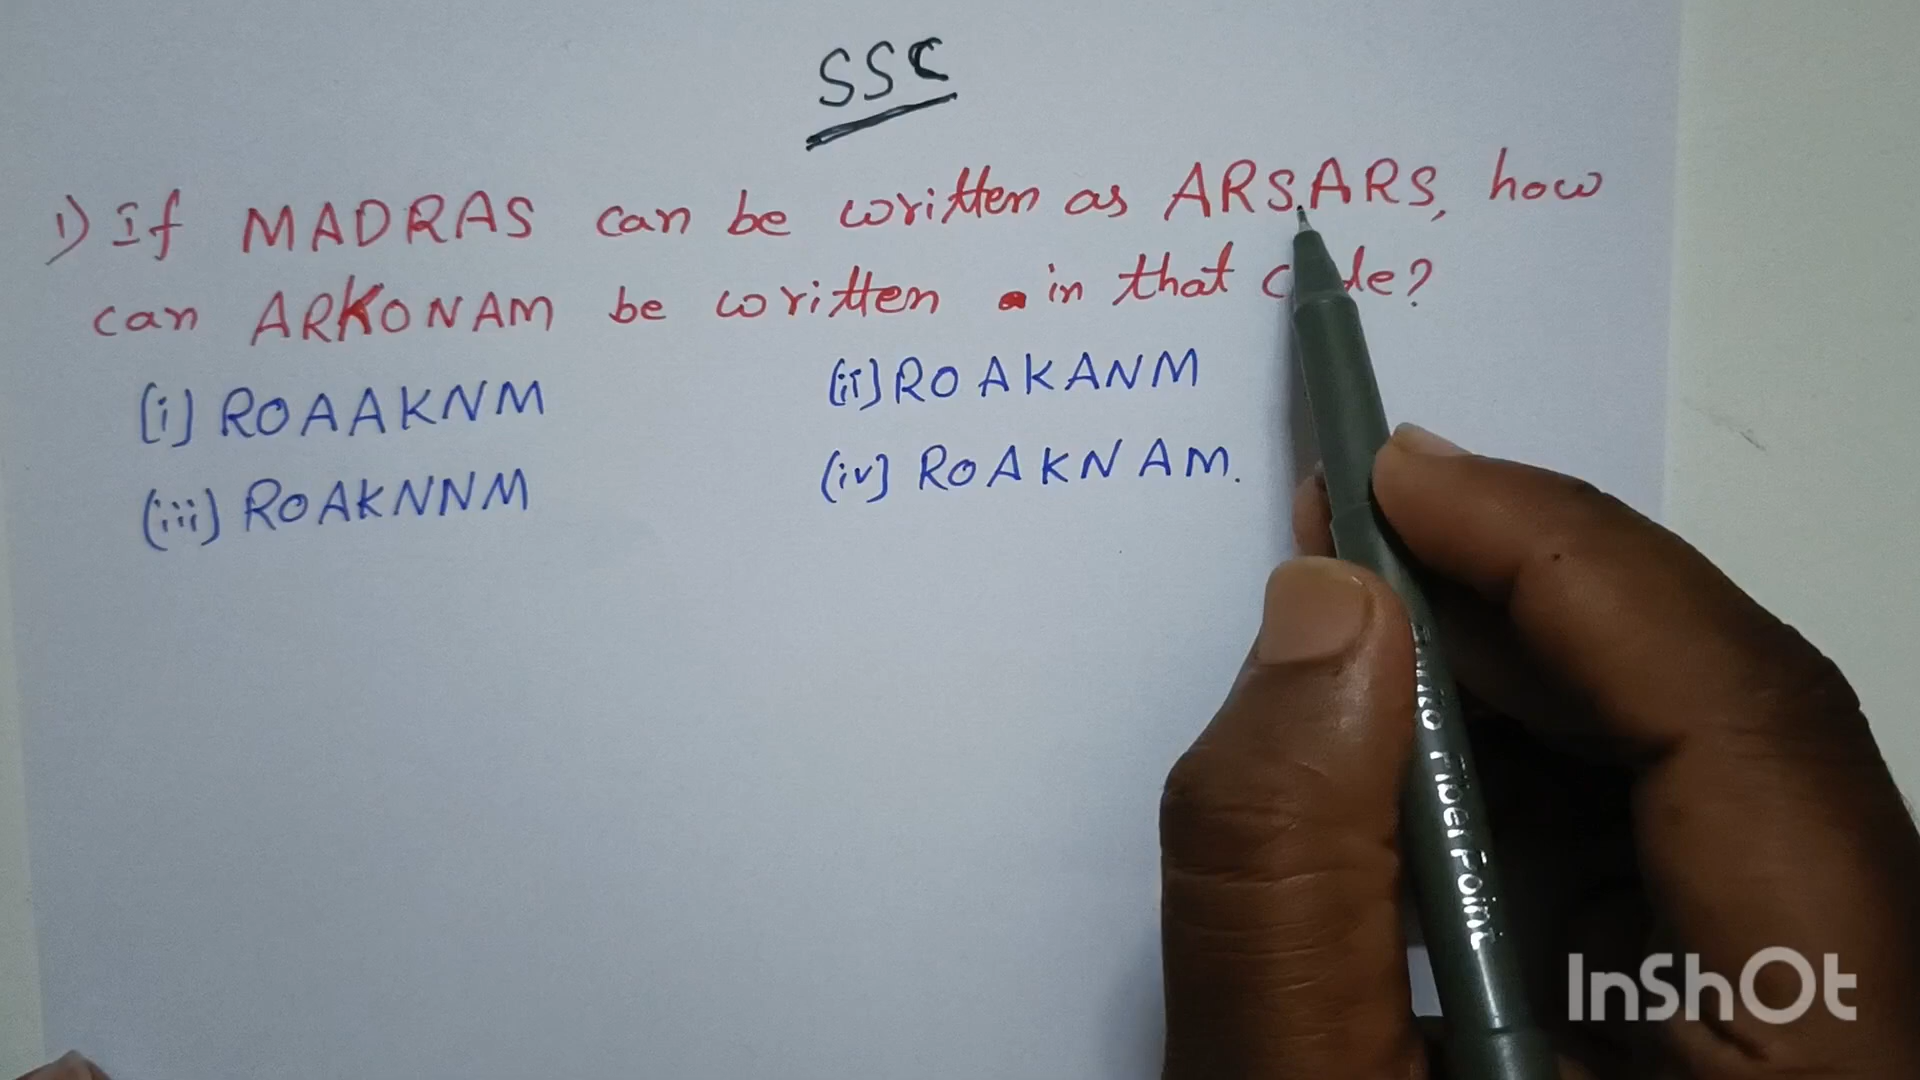 SSC
1) If MADRAS can be written as ARSARS, how
can ARKONAM be written in that code?
(i) ROAAKNM (ii) ROAKANM
(iii) ROAKNNM (iv) ROAKNAM.
Fiber Point
InShOt